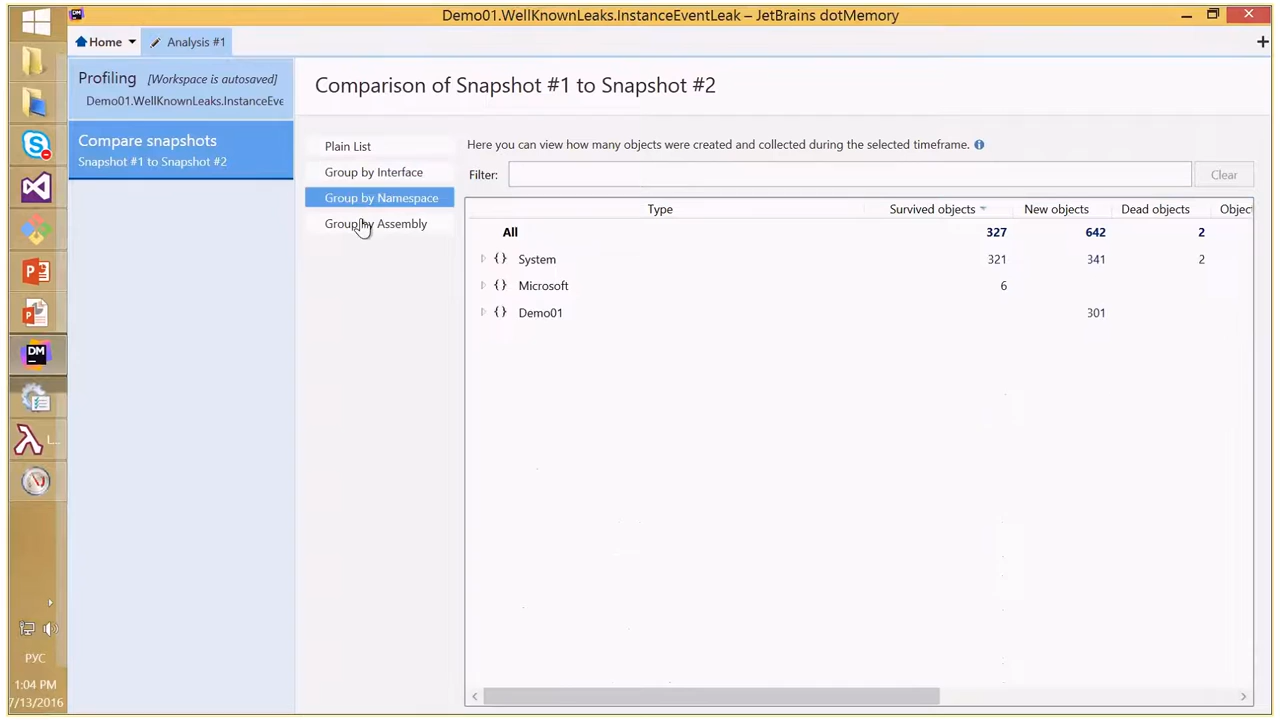 Demo01.WellKnownLeaks.InstanceEventLeak – JetBrains dotMemory
Home
Analysis #1
Profiling [Workspace is autosaved]
Demo01.WellKnownLeaks.InstanceEve
Compare snapshots
Snapshot #1 to Snapshot #2
Comparison of Snapshot #1 to Snapshot #2
Plain List
Group by Interface
Group by Namespace
Group by Assembly
Here you can view how many objects were created and collected during the selected timeframe.
Filter:
Clear
Type Survived objects New objects Dead objects Objec
All 327 642 2
{} System 321 341 2
{} Microsoft 6
{} Demo01 301
DM
L...
РУС
1:04 PM
7/13/2016